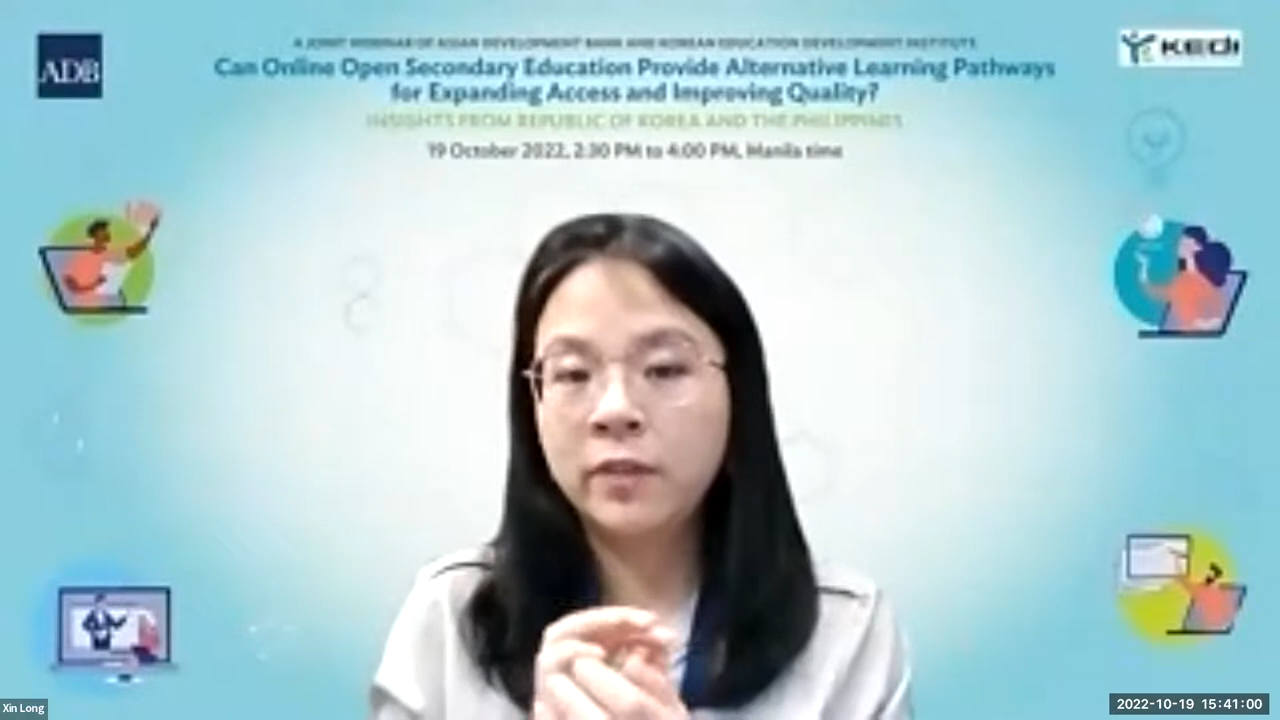 ADB
A JOINT WEBINAR OF ASIAN DEVELOPMENT BANK AND KOREAN EDUCATION DEVELOPMENT INSTITUTE
KEDI
Can Online Open Secondary Education Provide Alternative Learning Pathways
for Expanding Access and Improving Quality?
INSIGHTS FROM REPUBLIC OF KOREA AND THE PHILIPPINES
19 October 2022, 2:30 PM to 4:00 PM, Manila time
Xin Long
2022-10-19 15:41:00